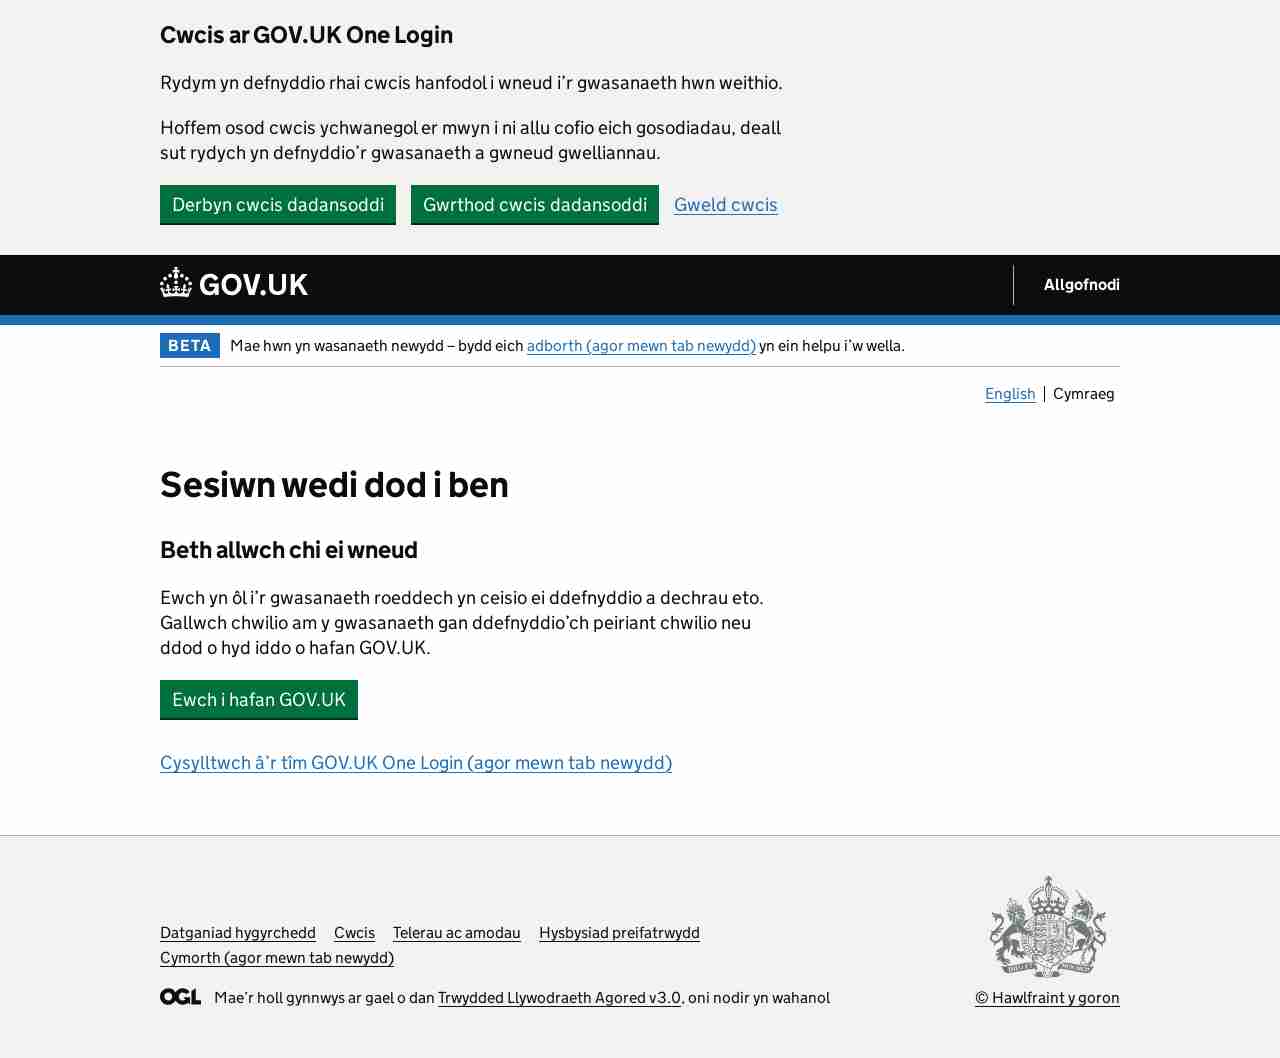 Cwcis ar GOV.UK One Login
Rydym yn defnyddio rhai cwcis hanfodol i wneud i’r gwasanaeth hwn weithio.
Hoffem osod cwcis ychwanegol er mwyn i ni allu cofio eich gosodiadau, deall
sut rydych yn defnyddio’r gwasanaeth a gwneud gwelliannau.
Derbyn cwcis dadansoddi Gwrthod cwcis dadansoddi Gweld cwcis
GOV.UK Allgofnodi
BETA Mae hwn yn wasanaeth newydd – bydd eich adborth (agor mewn tab newydd) yn ein helpu i’w wella.
English Cymraeg
Sesiwn wedi dod i ben
Beth allwch chi ei wneud
Ewch yn ôl i’r gwasanaeth roeddech yn ceisio ei ddefnyddio a dechrau eto.
Gallwch chwilio am y gwasanaeth gan ddefnyddio’ch peiriant chwilio neu
ddod o hyd iddo o hafan GOV.UK.
Ewch i hafan GOV.UK
Cysylltwch â’r tîm GOV.UK One Login (agor mewn tab newydd)
Datganiad hygyrchedd Cwcis Telerau ac amodau Hysbysiad preifatrwydd
Cymorth (agor mewn tab newydd)
OGL Mae’r holl gynnwys ar gael o dan Trwydded Llywodraeth Agored v3.0, oni nodir yn wahanol
© Hawlfraint y goron